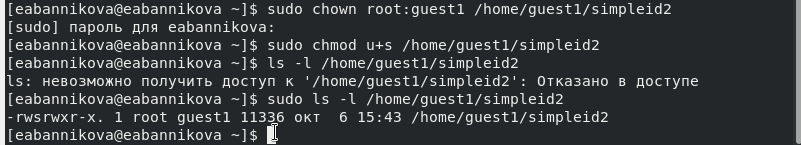 [eabannikova@eabannikova ~]$ sudo chown root:guest1 /home/guest1/simpleid2
[sudo] пароль для eabannikova:
[eabannikova@eabannikova ~]$ sudo chmod u+s /home/guest1/simpleid2
[eabannikova@eabannikova ~]$ ls -l /home/guest1/simpleid2
ls: невозможно получить доступ к '/home/guest1/simpleid2': Отказано в доступе
[eabannikova@eabannikova ~]$ sudo ls -l /home/guest1/simpleid2
-rwsrwxr-x. 1 root guest1 11336 окт  6 15:43 /home/guest1/simpleid2
[eabannikova@eabannikova ~]$